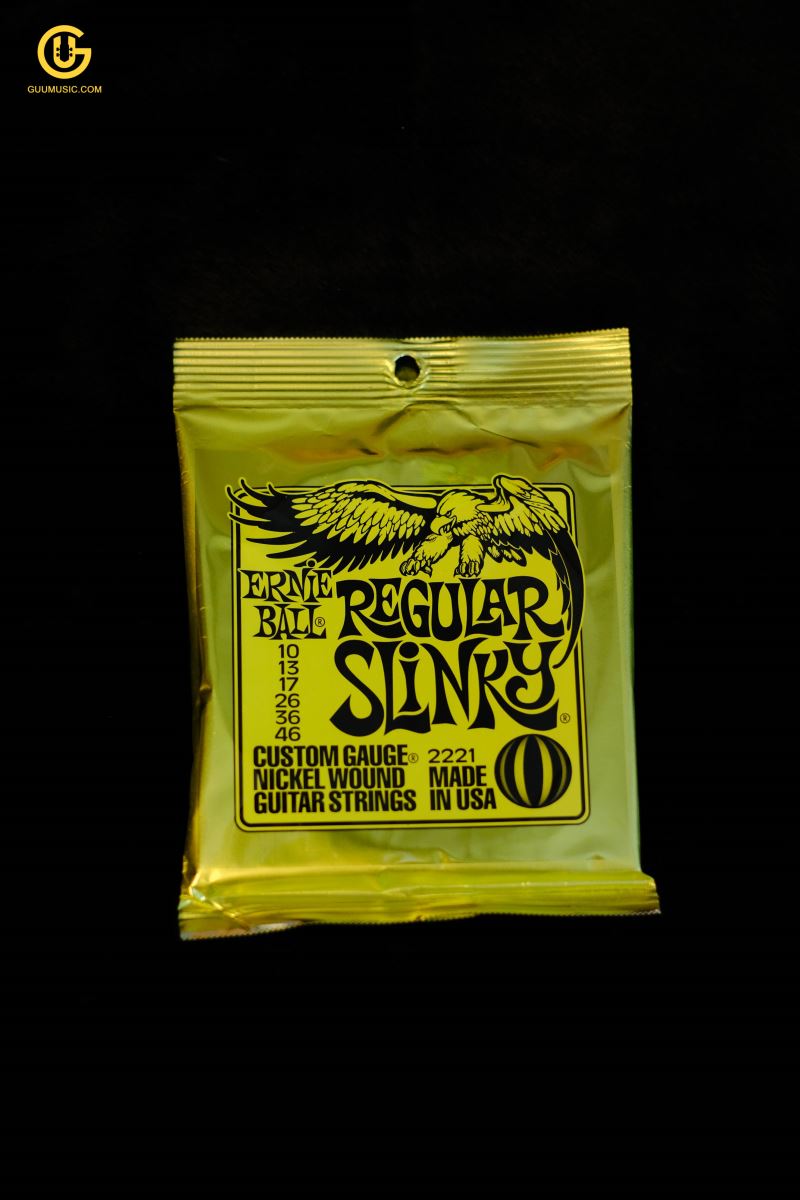 GU
GUUMUSIC.COM
ERNIE
BALL®
REGULAR
SLINKY®
10
13
17
26
36
46
CUSTOM GAUGE®
NICKEL WOUND
GUITAR STRINGS
2221
MADE
IN USA